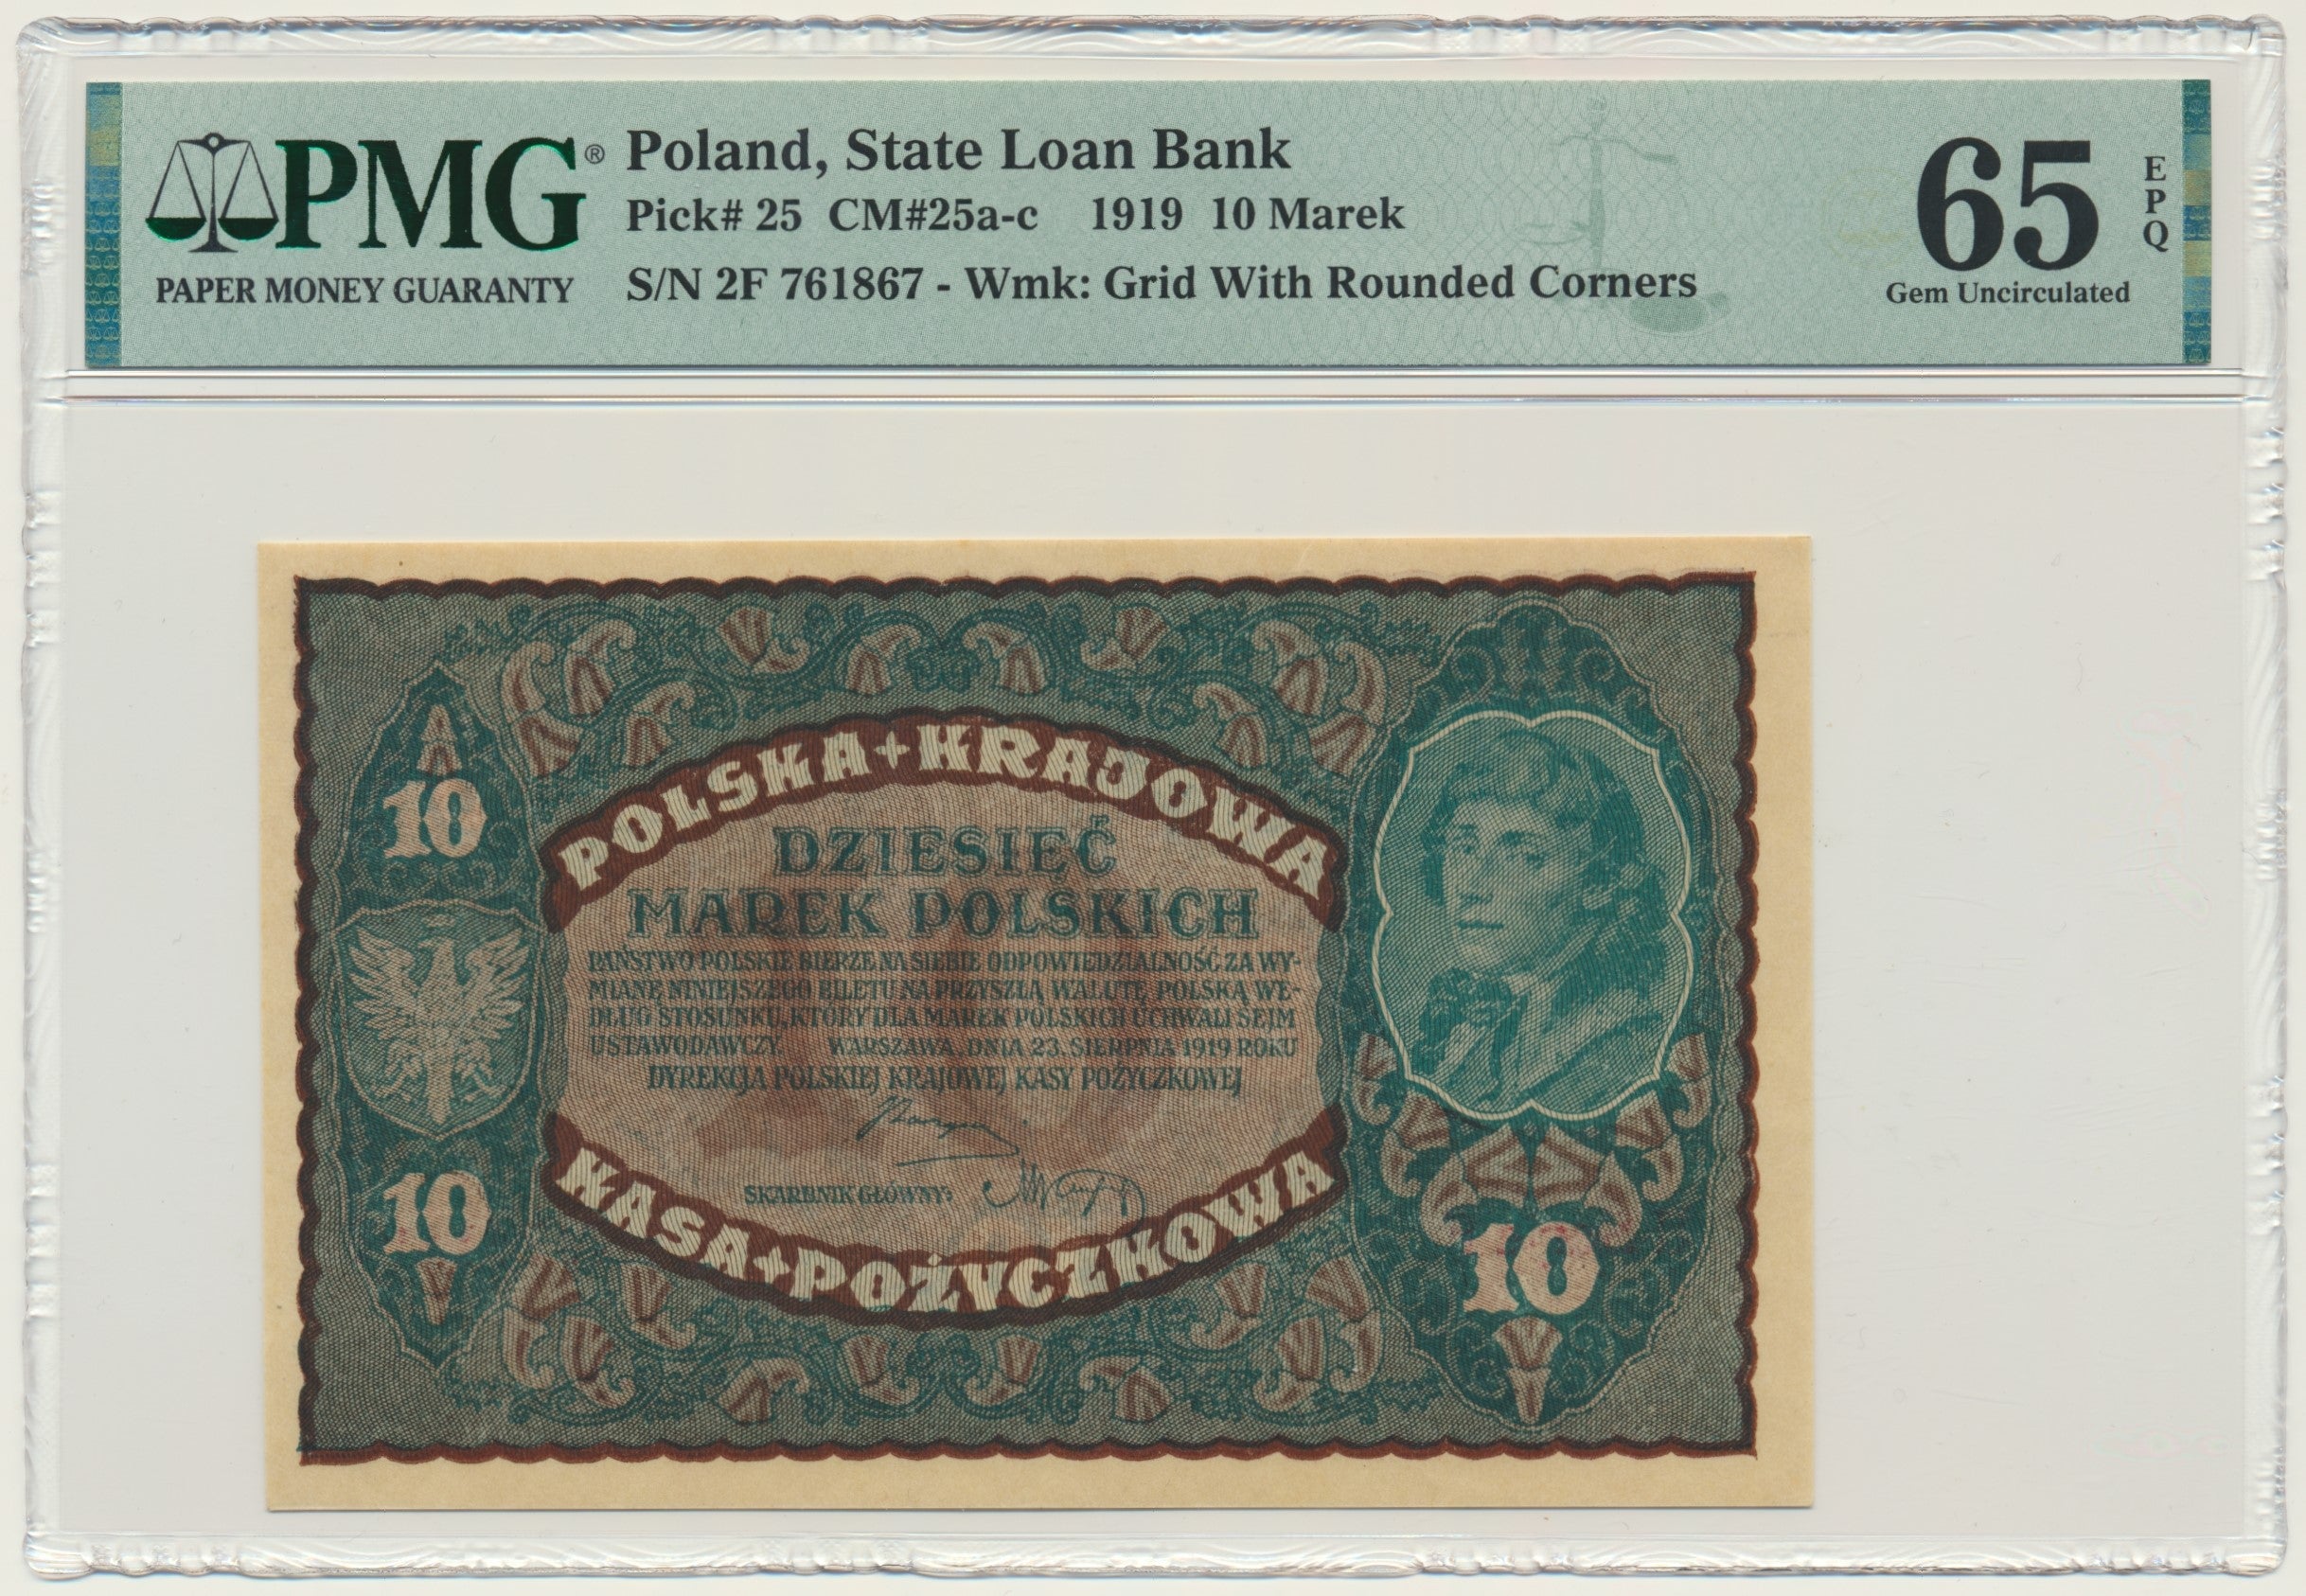 PMG®
PAPER MONEY GUARANTY
Poland, State Loan Bank
Pick# 25 CM#25a-c 1919 10 Marek
S/N 2F 761867 - Wmk: Grid With Rounded Corners
65
EPQ
Gem Uncirculated
POLSKA+KRAJOWA
10
DZIESIĘĆ
MAREK POLSKICH
PAŃSTWO POLSKIE BIERZE NA SIEBIE ODPOWIEDZIALNOŚĆ ZA WY-
MIANĘ NINIEJSZEGO BILETU NA PRZYSZŁĄ WALUTĘ POLSKĄ WE-
DŁUG STOSUNKU, KTÓRY DLA MAREK POLSKICH UCHWALI SEJM
USTAWODAWCZY. WARSZAWA, DNIA 23. SIERPNIA 1919 ROKU
DYREKCJA POLSKIEJ KRAJOWEJ KASY POŻYCZKOWEJ
SKARBNIK GŁÓWNY:
10
10
KASA+POŻYCZKOWA